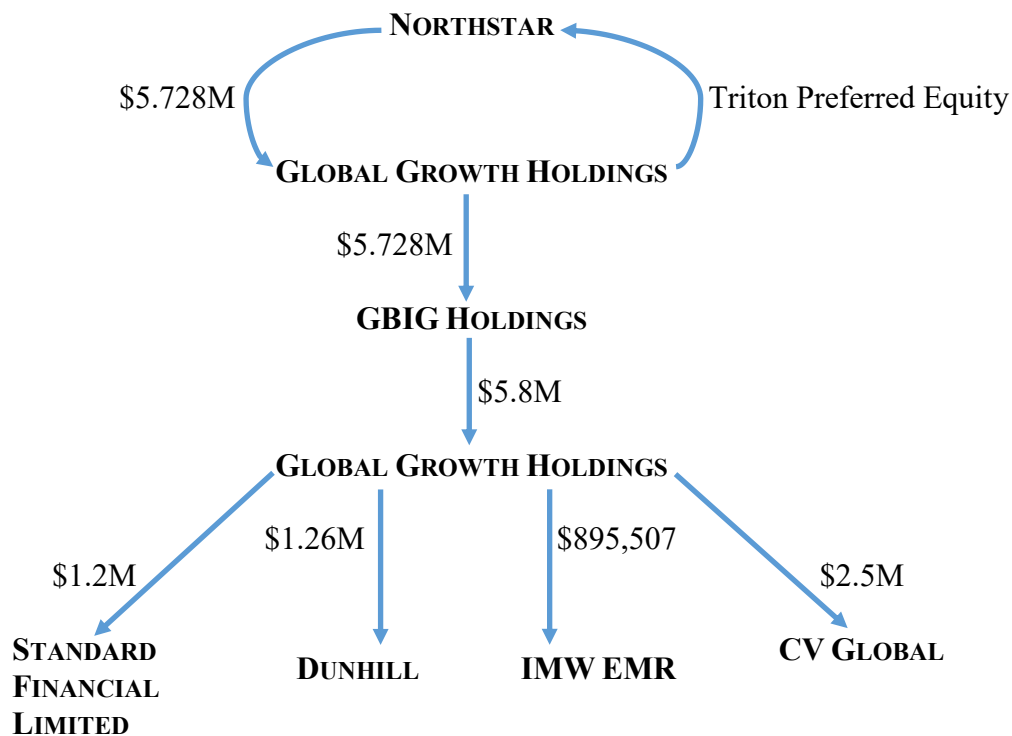 NORTHSTAR
$5.728M
Triton Preferred Equity
GLOBAL GROWTH HOLDINGS
$5.728M
GBIG HOLDINGS
$5.8M
GLOBAL GROWTH HOLDINGS
$1.26M
$895,507
$1.2M
$2.5M
STANDARD
FINANCIAL
LIMITED
DUNHILL
IMW EMR
CV GLOBAL